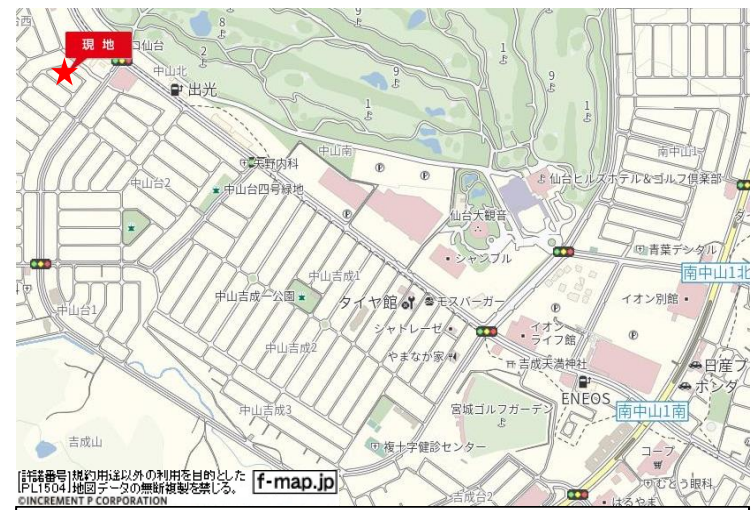 台西
現 地
口仙台
中山北
出光
中山南
矢野内科
中山台2
中山台四号緑地
南中山1
仙台ヒルズホテル&ゴルフ倶楽部
仙台大観音
シャンブル
青葉デンタル
南中山1北
中山吉成1
中山吉成一公園
タイヤ館
モスバーガー
イオン別館
中山台1
シャトレーゼ
イオン
ライフ館
中山吉成2
やまなか家
吉成天満神社
日産プ
ホンダ
ENEOS
中山吉成3
宮城ゴルフガーデン
南中山1南
吉成山
複十字健診センター
コープ
むとう眼科
吉成台2
はるやま
[許諾番号]規約用途以外の利用を目的とした
[PL1504]地図データの無断複製を禁じる。
f-map.jp
©INCREMENT P CORPORATION